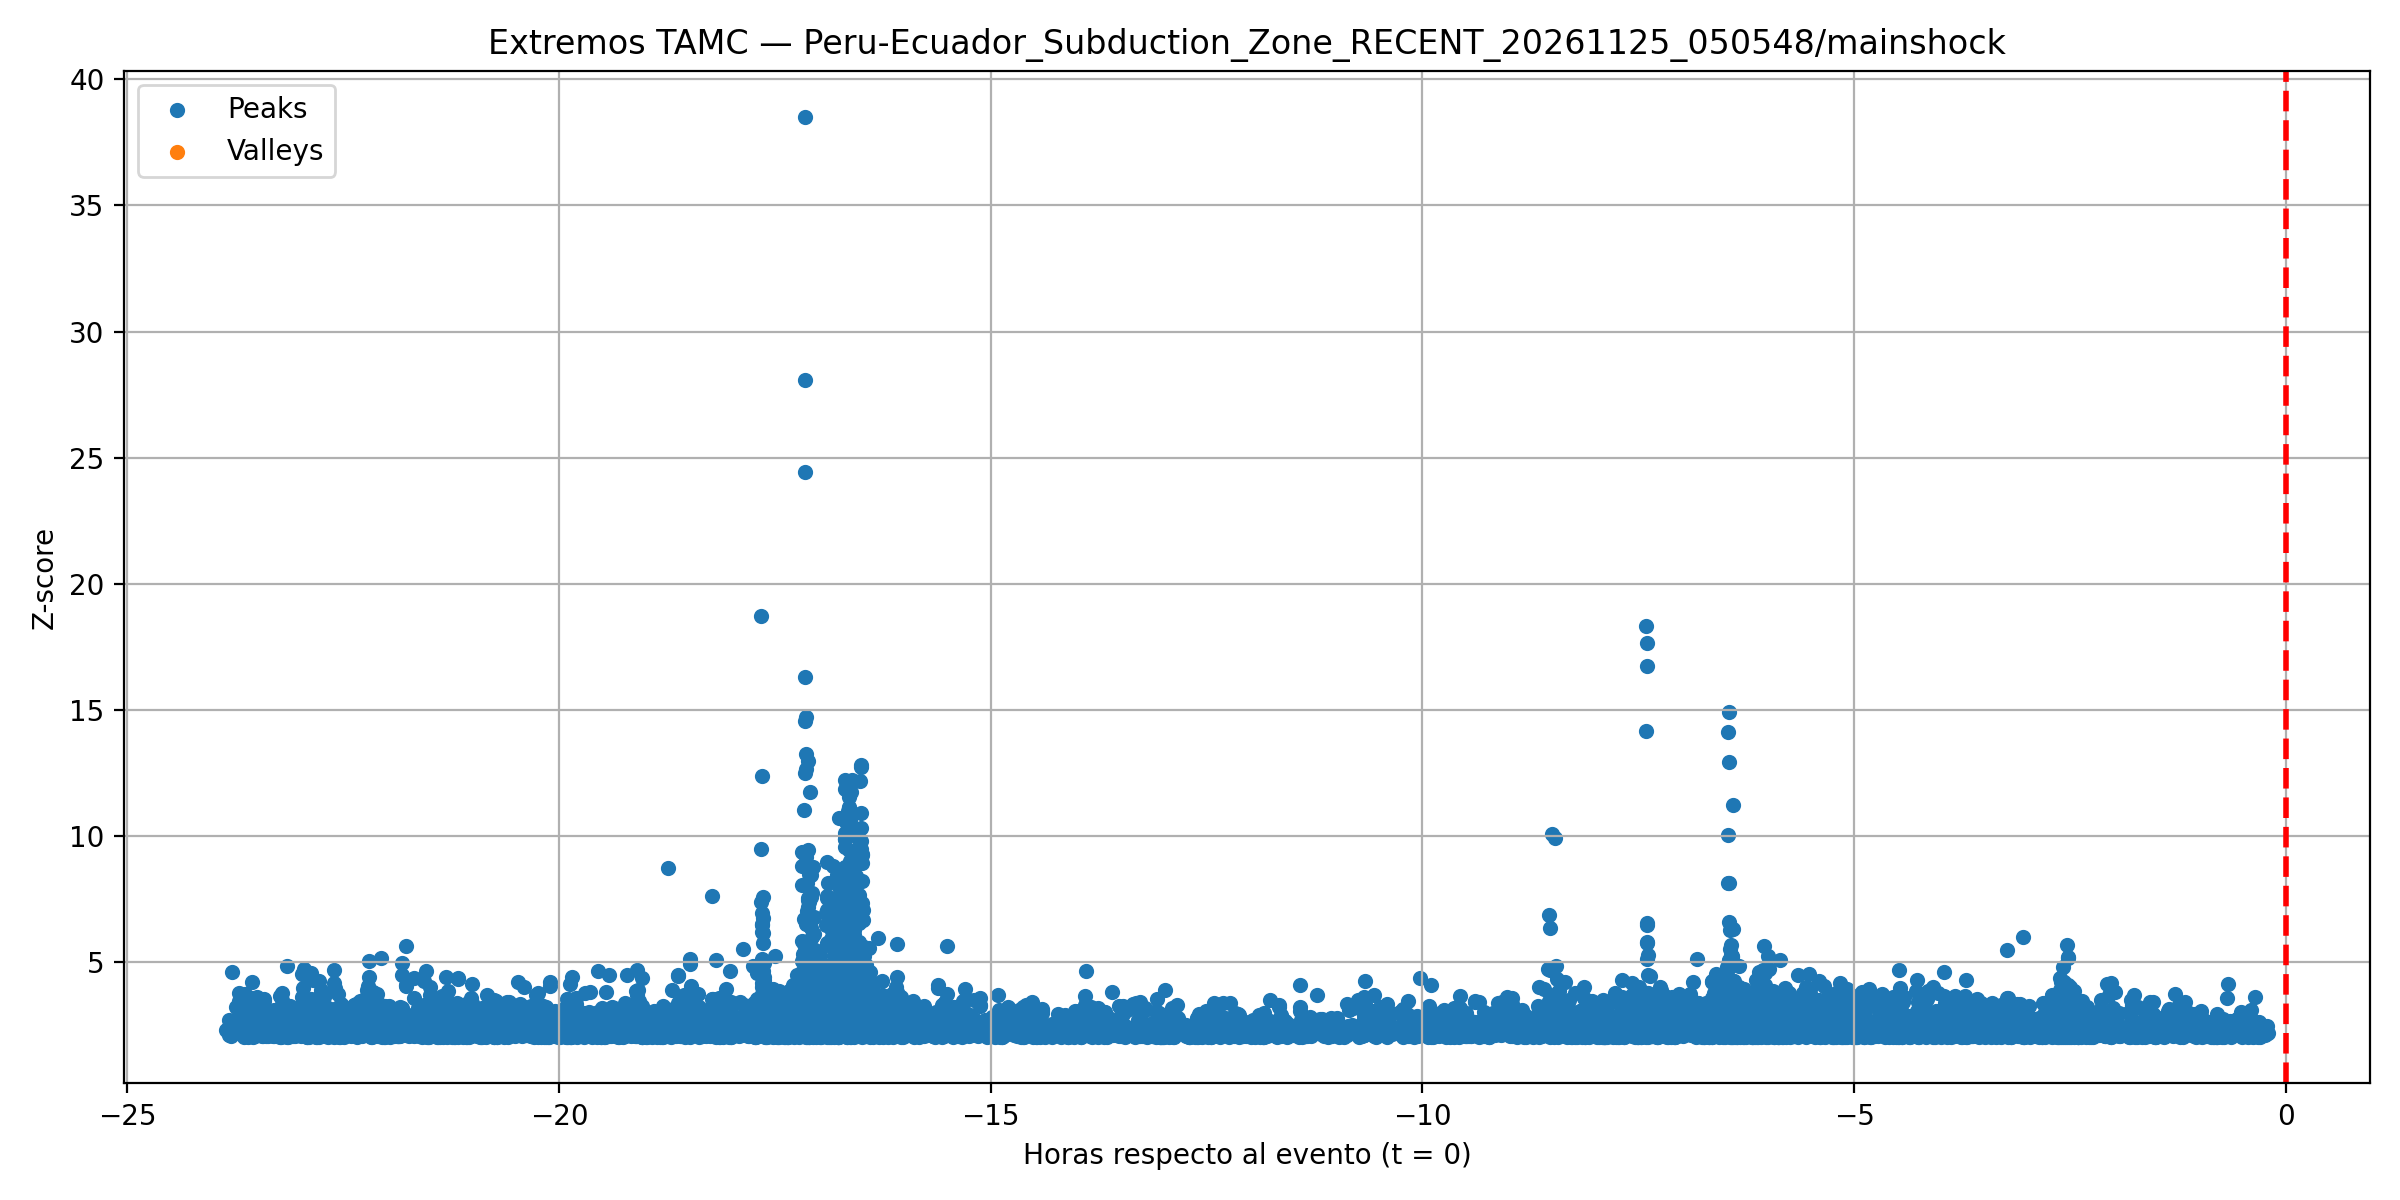 Extremos TAMC — Peru-Ecuador_Subduction_Zone_RECENT_20261125_050548/mainshock
Peaks
Valleys
40
35
30
25
20
15
10
5
Z-score
−25
−20
−15
−10
−5
0
Horas respecto al evento (t = 0)